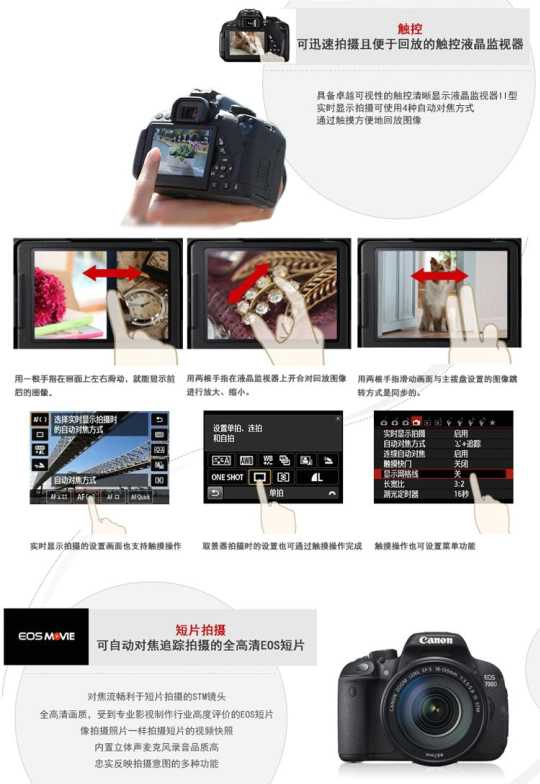 触控
可迅速拍摄且便于回放的触控液晶监视器
具备卓越可视性的触控清晰显示液晶监视器II型
实时显示拍摄可使用4种自动对焦方式
通过触摸方便地回放图像
用一根手指在画面上左右滑动，就能显示前
后的图像。
用两根手指在液晶监视器上开合对回放图像
进行放大、缩小。
用两根手指滑动画面与主拨盘设置的图像跳
转方式是同步的。
AF
选择实时显示拍摄时
的自动对焦方式
自动对焦方式
AF
AF
AF
AFQuick
设置单拍、连拍
和自拍
AWB
ONE SHOT
L
单拍
实时显示拍摄 启用
自动对焦方式 追踪
连续自动对焦 启用
触摸快门 关闭
显示网格线 关
长宽比 3:2
测光定时器 16秒
实时显示拍摄的设置画面也支持触摸操作
取景器拍摄时的设置也可通过触摸操作完成
触摸操作也可设置菜单功能
EOS MOVIE
短片拍摄
可自动对焦追踪拍摄的全高清EOS短片
对焦流畅利于短片拍摄的STM镜头
全高清画质，受到专业影视制作行业高度评价的EOS短片
像拍摄照片一样拍摄短片的视频快照
内置立体声麦克风录音品质高
忠实反映拍摄意图的多种功能
Canon
EOS
700D